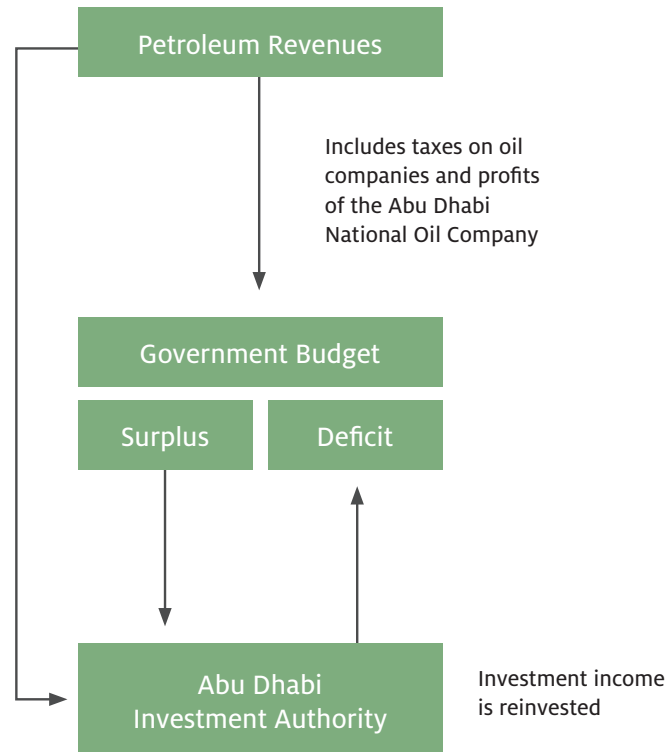 Petroleum Revenues
Includes taxes on oil
companies and profits
of the Abu Dhabi
National Oil Company
Government Budget
Surplus
Deficit
Abu Dhabi
Investment Authority
Investment income
is reinvested